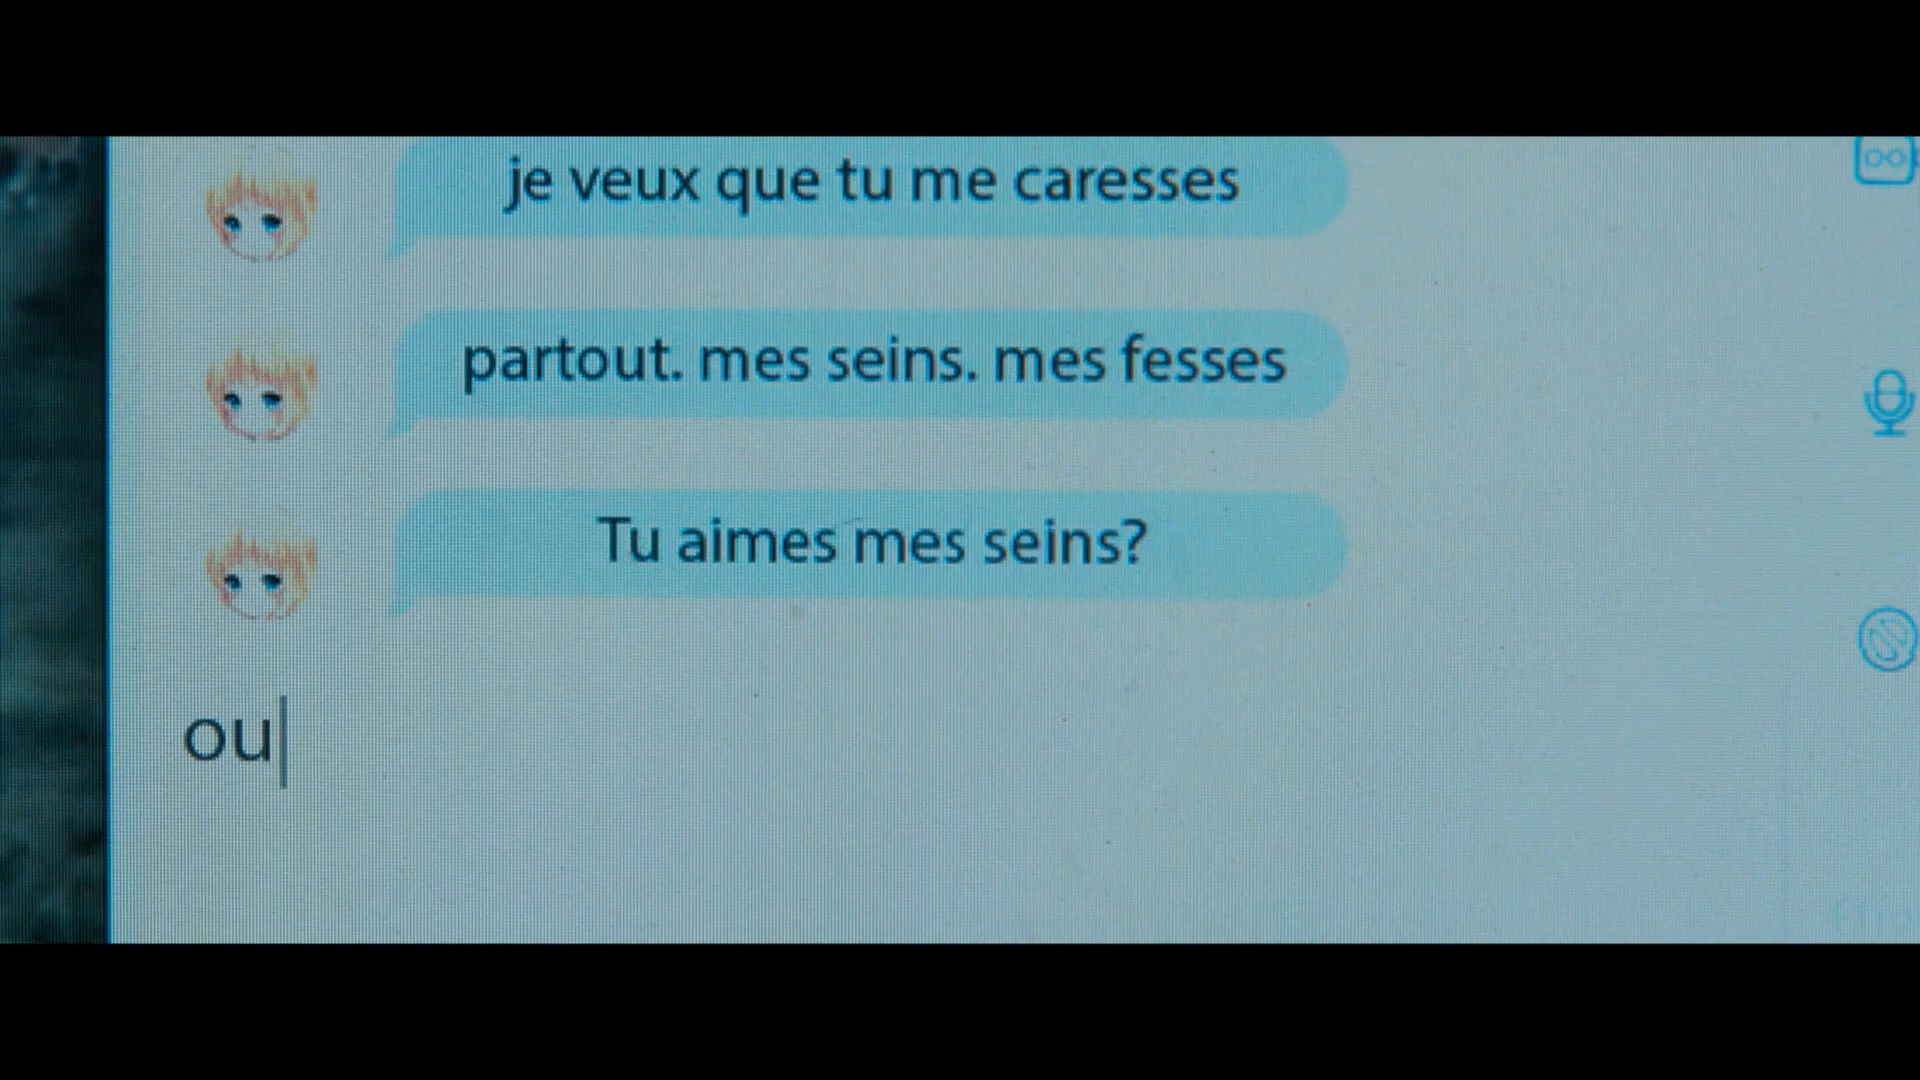 je veux que tu me caresses
partout. mes seins. mes fesses
Tu aimes mes seins?
ou